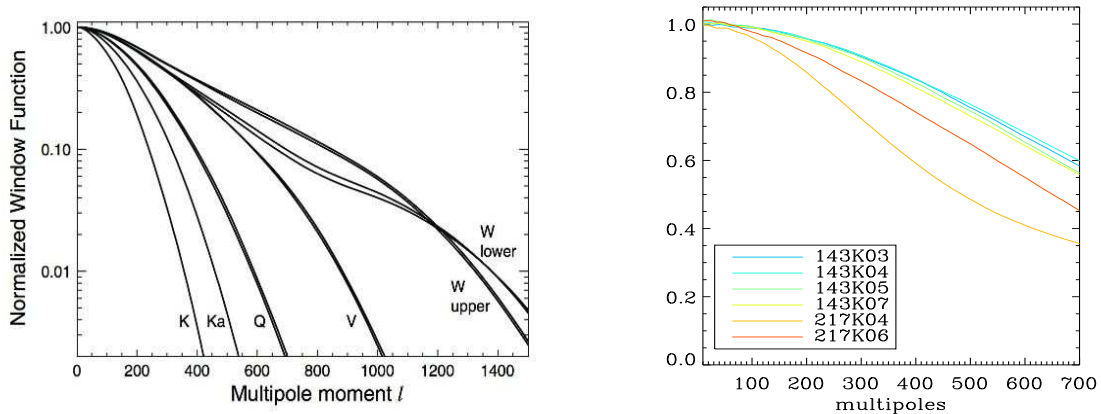 Normalized Window Function
1.00
0.10
0.01
K
Ka
Q
V
W
lower
W
upper
0
200
400
600
800
1000
1200
1400
Multipole moment l
1.0
0.8
0.6
0.4
0.2
0.0
143K03
143K04
143K05
143K07
217K04
217K06
100
200
300
400
500
600
700
multipoles